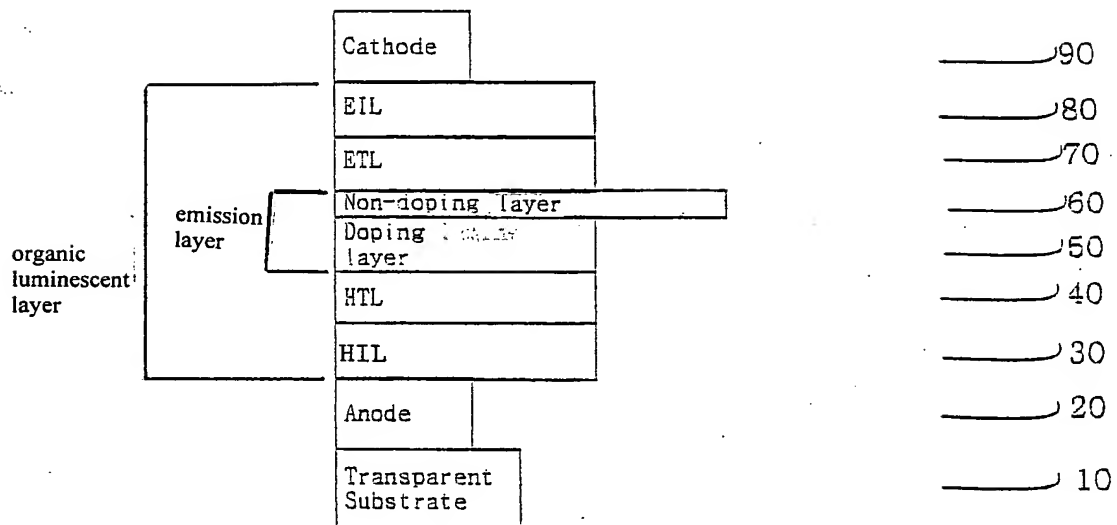 Cathode
90
EIL
80
ETL
70
Non-doping layer
60
emission
layer
Doping
layer
50
organic
luminescent
layer
HTL
40
HIL
30
Anode
20
Transparent
Substrate
10